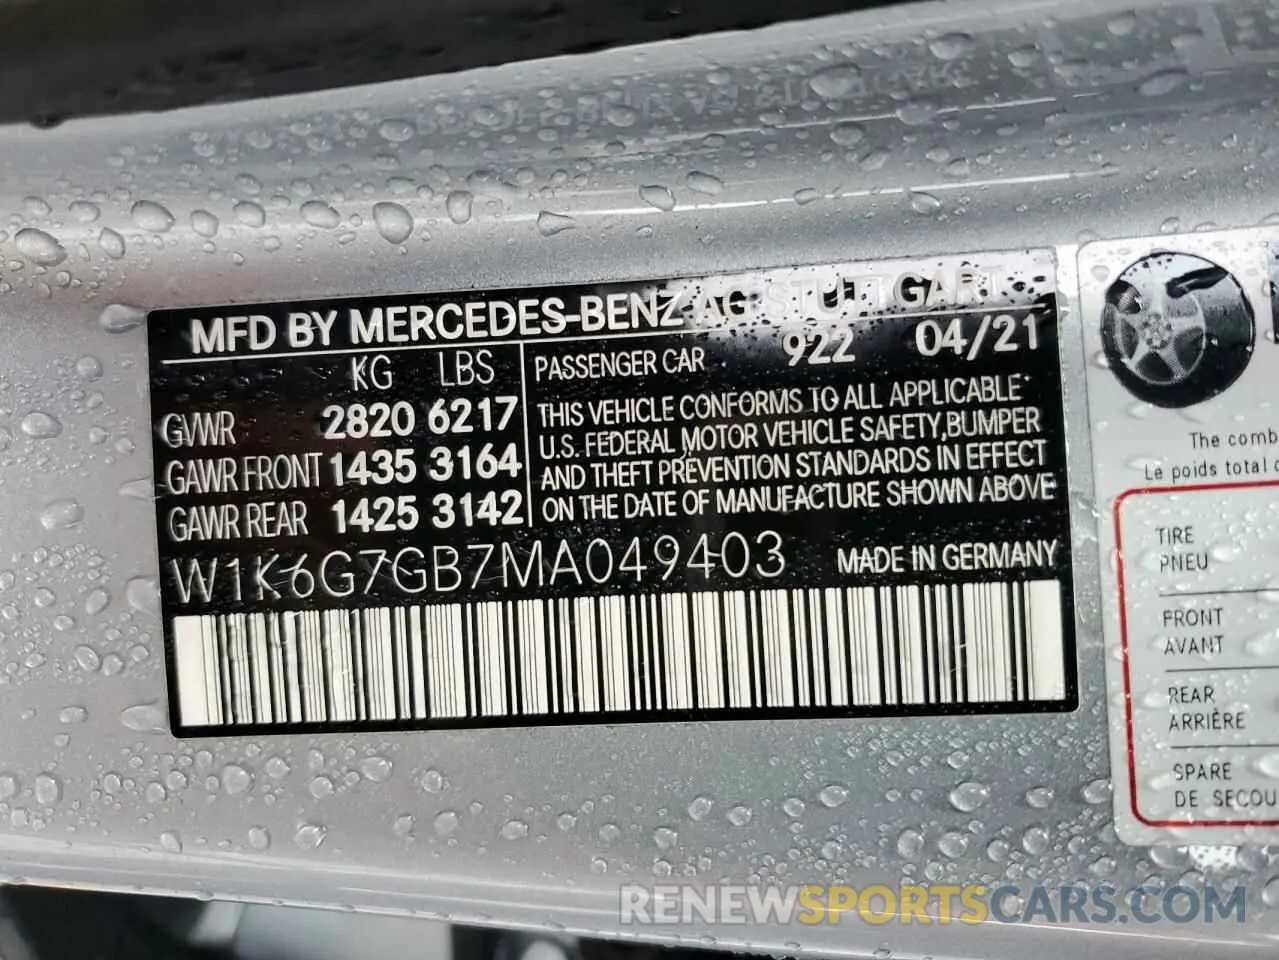 MFD BY MERCEDES-BENZ AG STUTTGART
KG LBS
GVWR 2820 6217
GAWR FRONT 1435 3164
GAWR REAR 1425 3142
PASSENGER CAR 922 04/21
THIS VEHICLE CONFORMS TO ALL APPLICABLE
U.S. FEDERAL MOTOR VEHICLE SAFETY, BUMPER
AND THEFT PREVENTION STANDARDS IN EFFECT
ON THE DATE OF MANUFACTURE SHOWN ABOVE
W1K6G7GB7MA049403 MADE IN GERMANY
The comb
Le poids total
TIRE
PNEU
FRONT
AVANT
REAR
ARRIÈRE
SPARE
DE SECOU
RENEWSPORTSCARS.COM